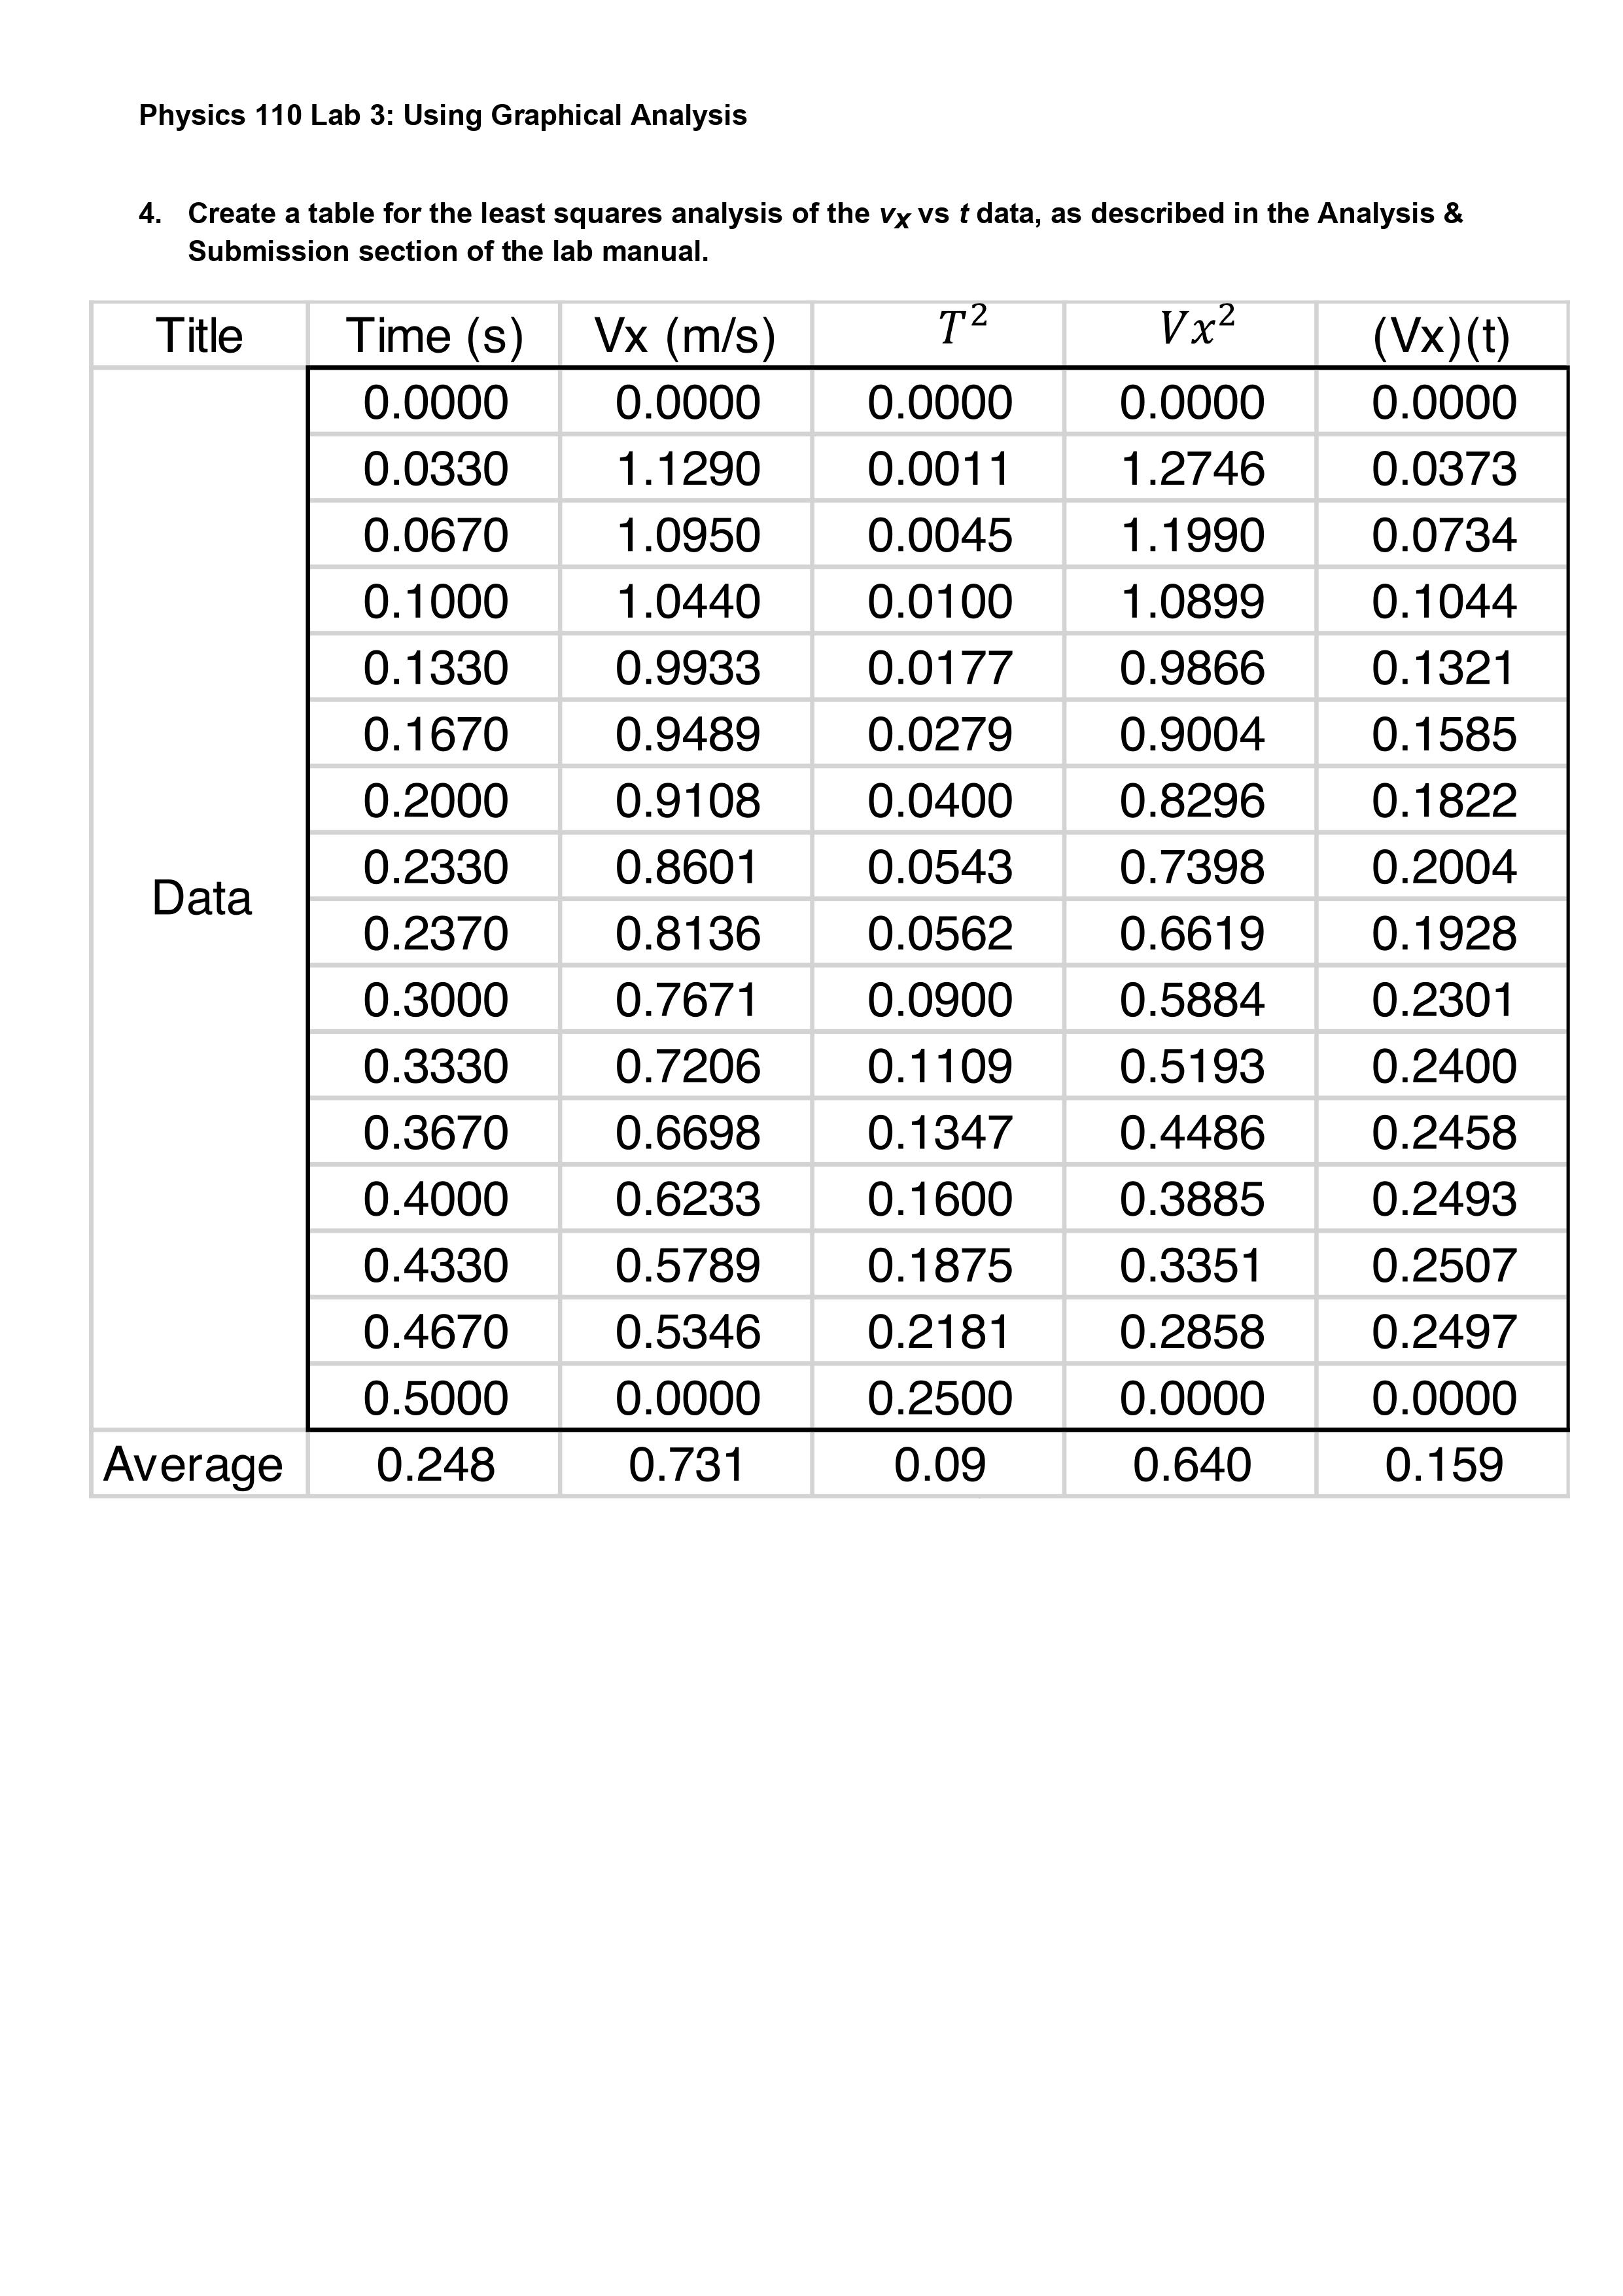 Physics 110 Lab 3: Using Graphical Analysis
4. Create a table for the least squares analysis of the vx vs t data, as described in the Analysis &
Submission section of the lab manual.
Title Time (s) Vx (m/s) T² Vx² (Vx)(t)
0.0000 0.0000 0.0000 0.0000 0.0000
0.0330 1.1290 0.0011 1.2746 0.0373
0.0670 1.0950 0.0045 1.1990 0.0734
0.1000 1.0440 0.0100 1.0899 0.1044
0.1330 0.9933 0.0177 0.9866 0.1321
0.1670 0.9489 0.0279 0.9004 0.1585
0.2000 0.9108 0.0400 0.8296 0.1822
0.2330 0.8601 0.0543 0.7398 0.2004
Data
0.2370 0.8136 0.0562 0.6619 0.1928
0.3000 0.7671 0.0900 0.5884 0.2301
0.3330 0.7206 0.1109 0.5193 0.2400
0.3670 0.6698 0.1347 0.4486 0.2458
0.4000 0.6233 0.1600 0.3885 0.2493
0.4330 0.5789 0.1875 0.3351 0.2507
0.4670 0.5346 0.2181 0.2858 0.2497
0.5000 0.0000 0.2500 0.0000 0.0000
Average 0.248 0.731 0.09 0.640 0.159